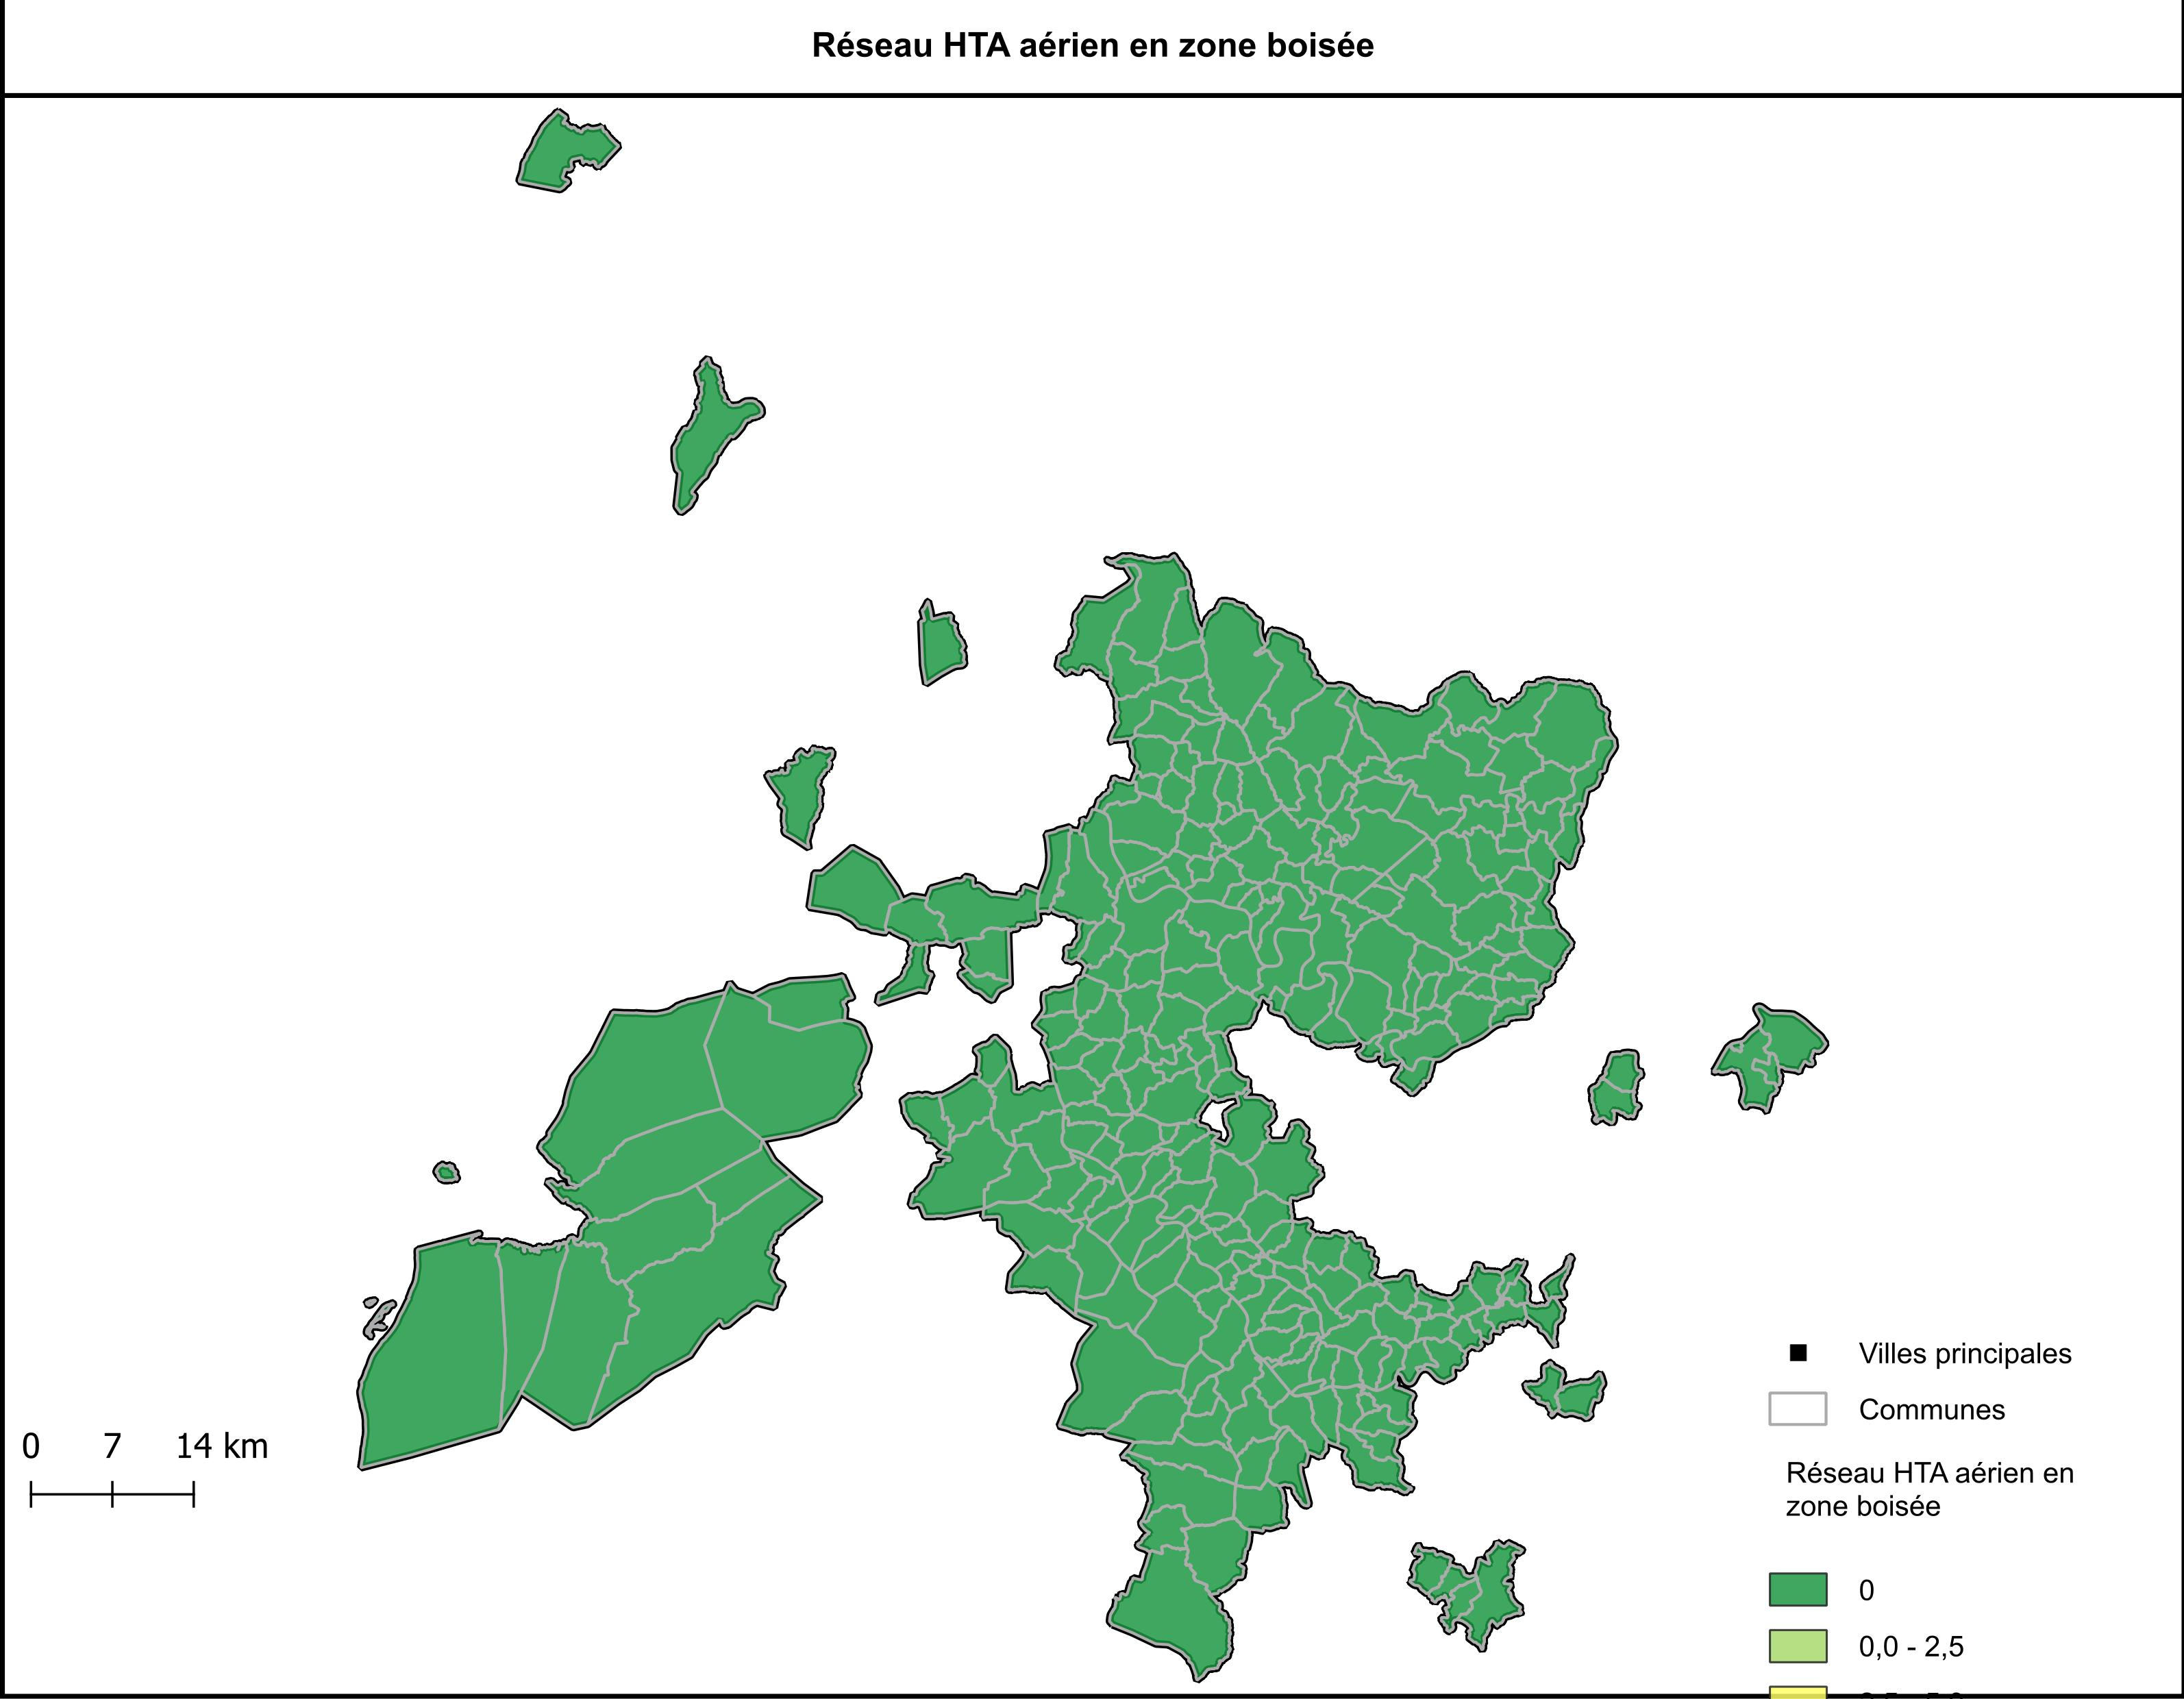 Réseau HTA aérien en zone boisée
0 7 14 km
Villes principales
Communes
Réseau HTA aérien en
zone boisée
0
0,0 - 2,5